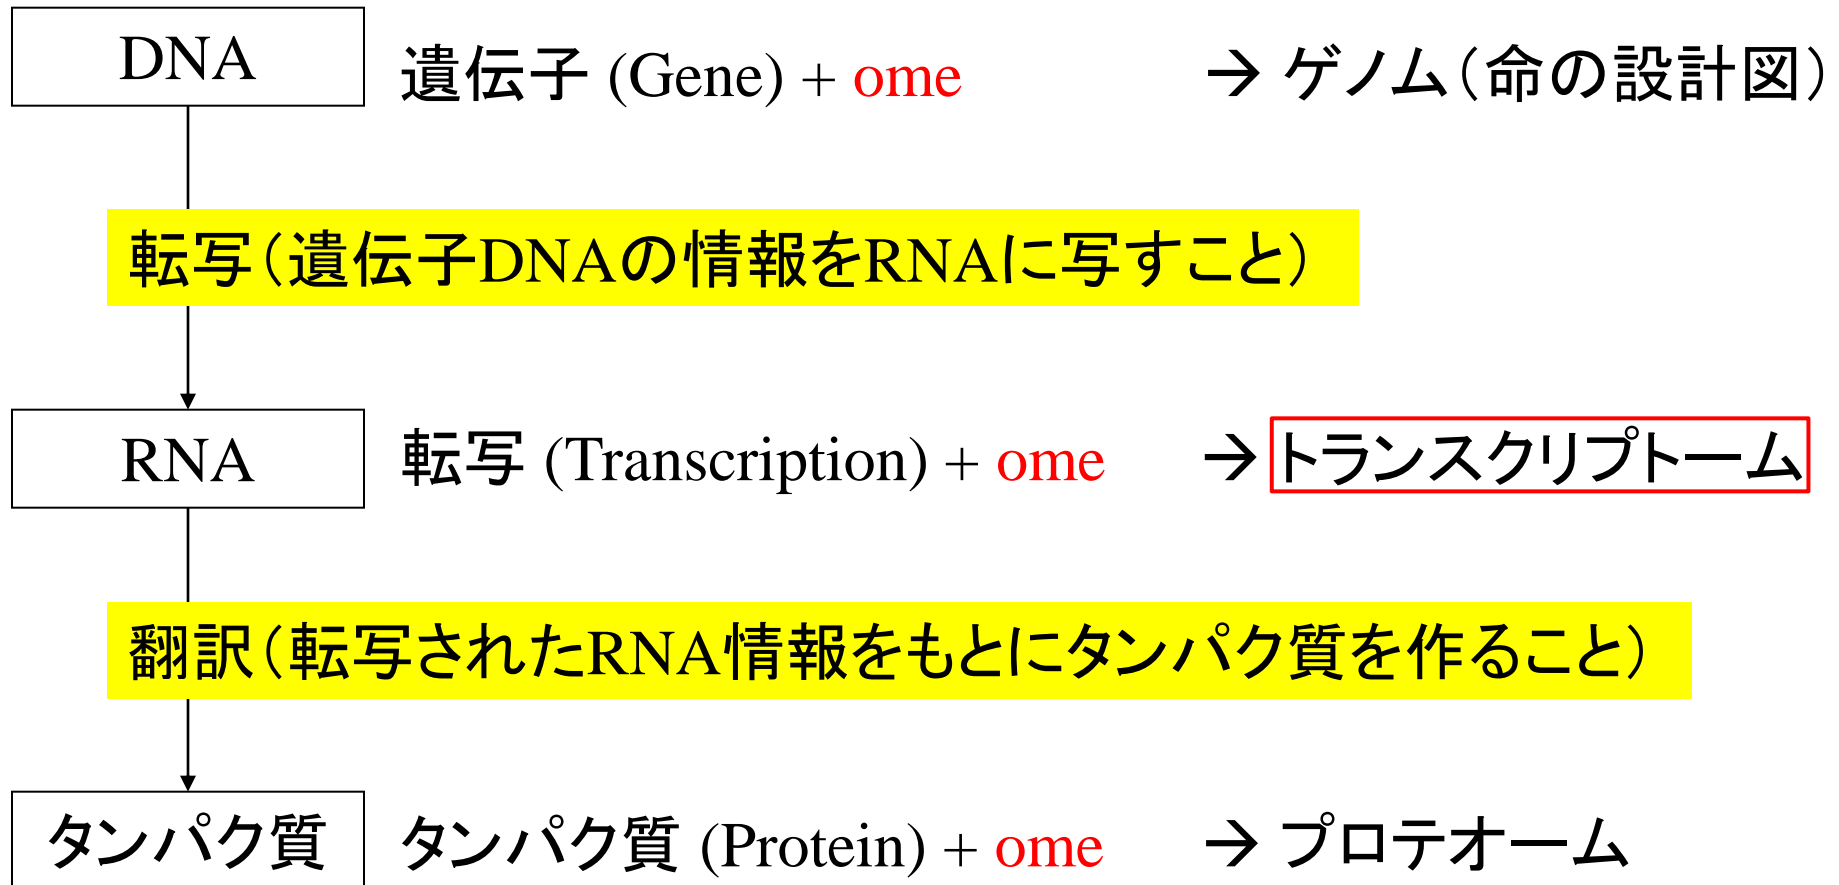 DNA
遺伝子 (Gene) + ome → ゲノム(命の設計図)
転写(遺伝子DNAの情報をRNAに写すこと)
RNA
転写 (Transcription) + ome → トランスクリプトーム
翻訳(転写されたRNA情報をもとにタンパク質を作ること)
タンパク質
タンパク質 (Protein) + ome → プロテオーム